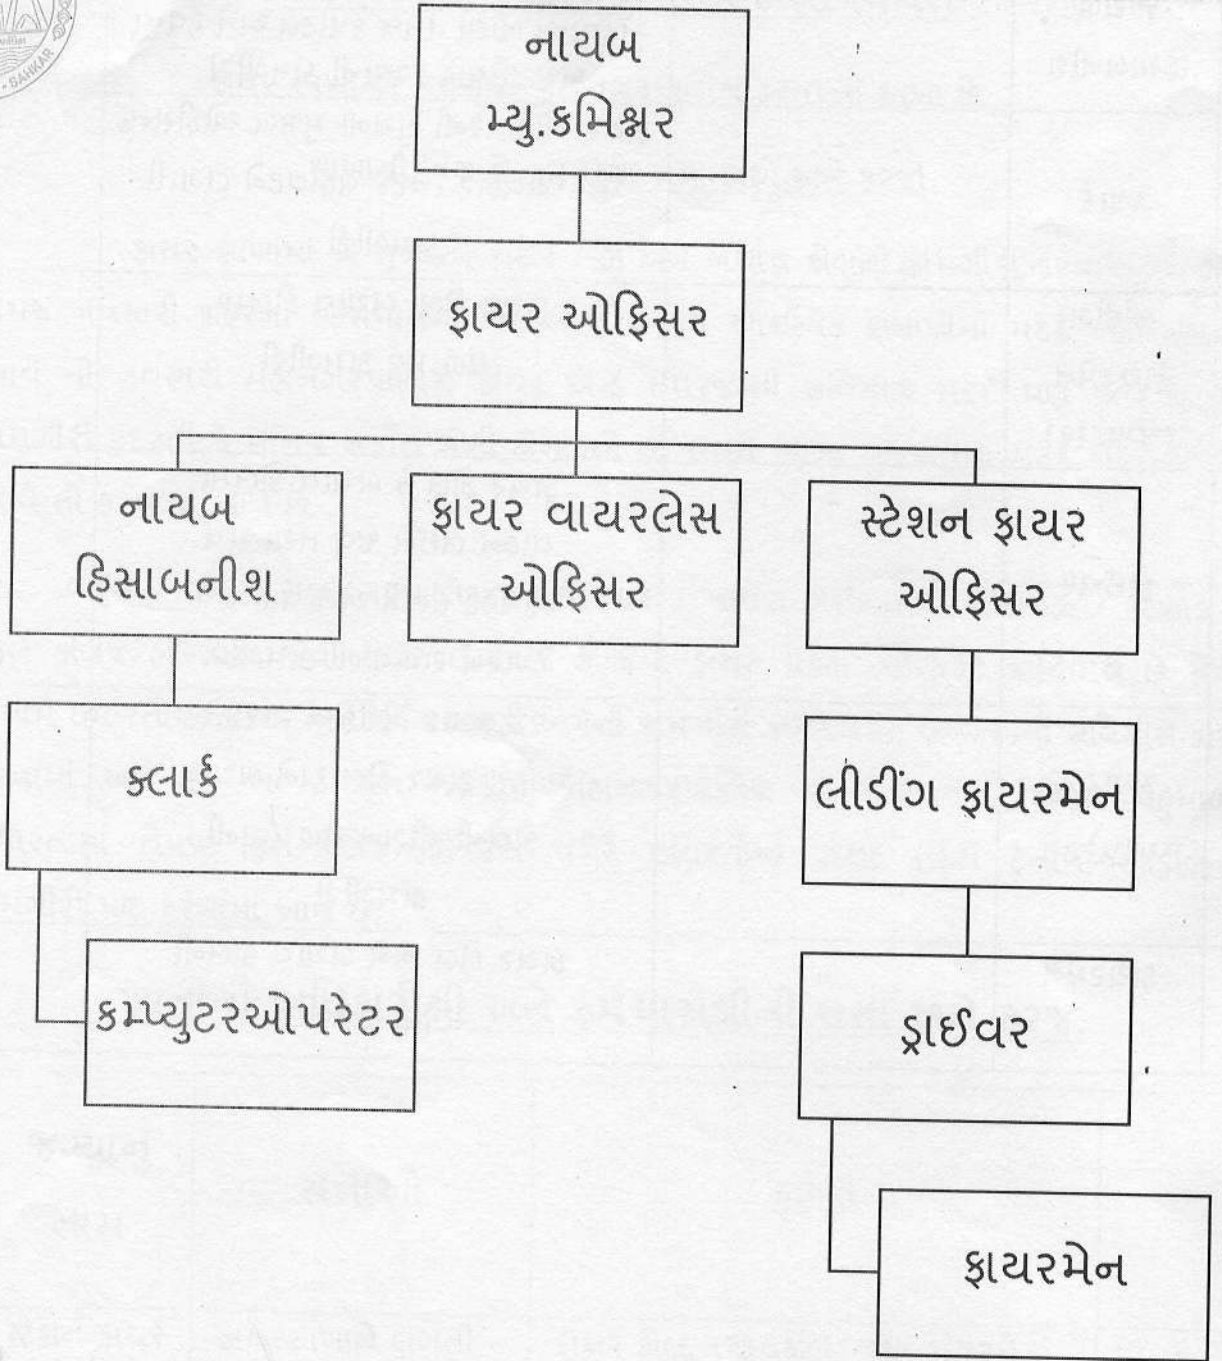 SAHKAR
નાયબ
મ્યુ.કમિશ્નર
ફાયર ઓફિસર
નાયબ
હિસાબનીશ
ફાયર વાયરલેસ
ઓફિસર
સ્ટેશન ફાયર
ઓફિસર
ક્લાર્ક
લીડીંગ ફાયરમેન
કમ્પ્યુટરઓપરેટર
ડ્રાઈવર
ફાયરમેન